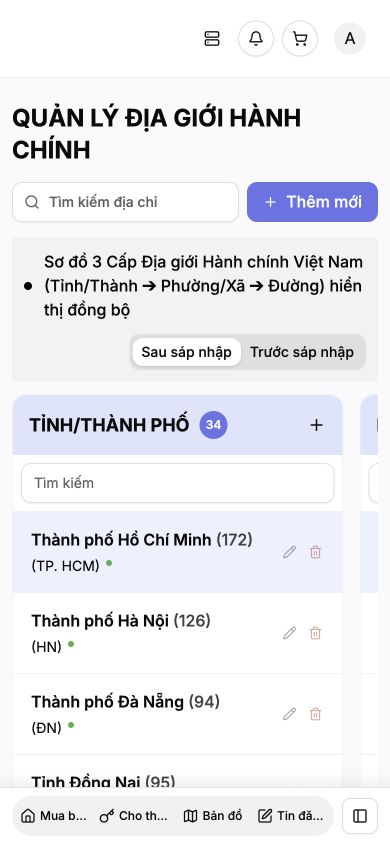 A
QUẢN LÝ ĐỊA GIỚI HÀNH
CHÍNH
Tìm kiếm địa chỉ
+ Thêm mới
Sơ đồ 3 Cấp Địa giới Hành chính Việt Nam
(Tỉnh/Thành ➔ Phường/Xã ➔ Đường) hiển
thị đồng bộ
Sau sáp nhập
Trước sáp nhập
TỈNH/THÀNH PHỐ 34 +
Tìm kiếm
Thành phố Hồ Chí Minh (172)
(TP. HCM)
Thành phố Hà Nội (126)
(HN)
Thành phố Đà Nẵng (94)
(ĐN)
Tỉnh Đồng Nai (95)
Mua b... Cho th... Bản đồ Tin đă...